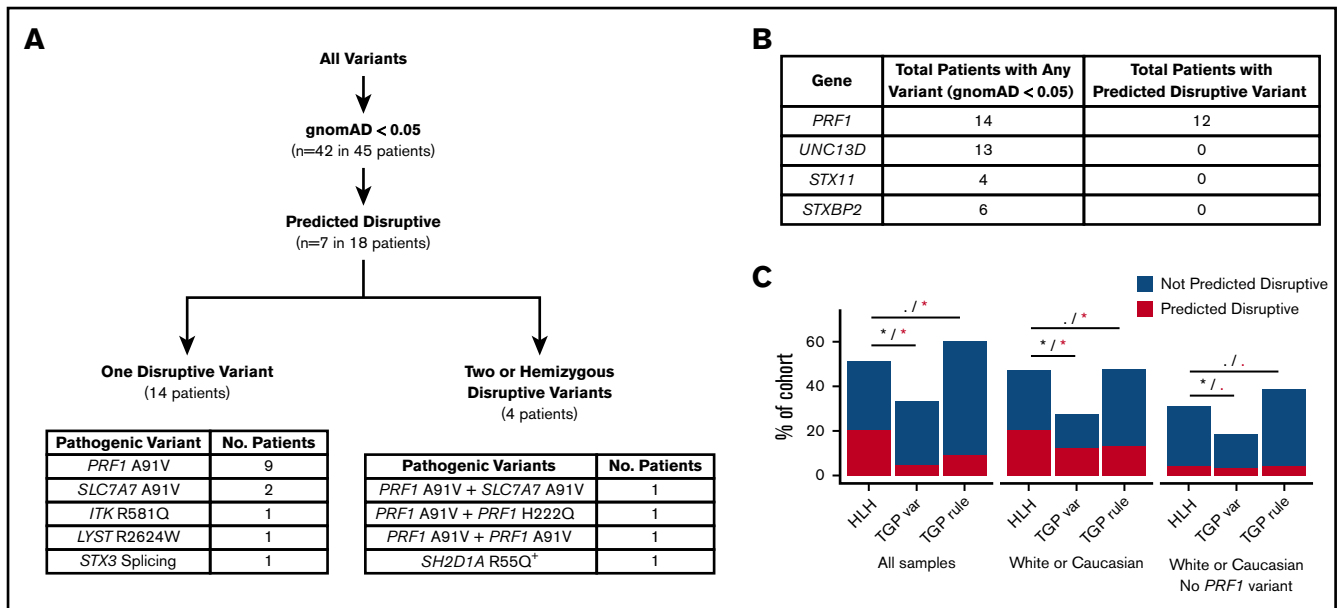 A
All Variants
gnomAD < 0.05
(n=42 in 45 patients)
Predicted Disruptive
(n=7 in 18 patients)
One Disruptive Variant
(14 patients)
Pathogenic Variant No. Patients
PRF1 A91V 9
SLC7A7 A91V 2
ITK R581Q 1
LYST R2624W 1
STX3 Splicing 1
Two or Hemizygous
Disruptive Variants
(4 patients)
Pathogenic Variants No. Patients
PRF1 A91V + SLC7A7 A91V 1
PRF1 A91V + PRF1 H222Q 1
PRF1 A91V + PRF1 A91V 1
SH2D1A R55Q+ 1
B
Gene Total Patients with Any Variant (gnomAD < 0.05) Total Patients with Predicted Disruptive Variant
PRF1 14 12
UNC13D 13 0
STX11 4 0
STXBP2 6 0
C
Not Predicted Disruptive
Predicted Disruptive
% of cohort
60
40
20
0
. / *
* / *
. / *
* / *
. / .
* / .
HLH TGP var TGP rule
HLH TGP var TGP rule
HLH TGP var TGP rule
All samples
White or Caucasian
White or Caucasian
No PRF1 variant